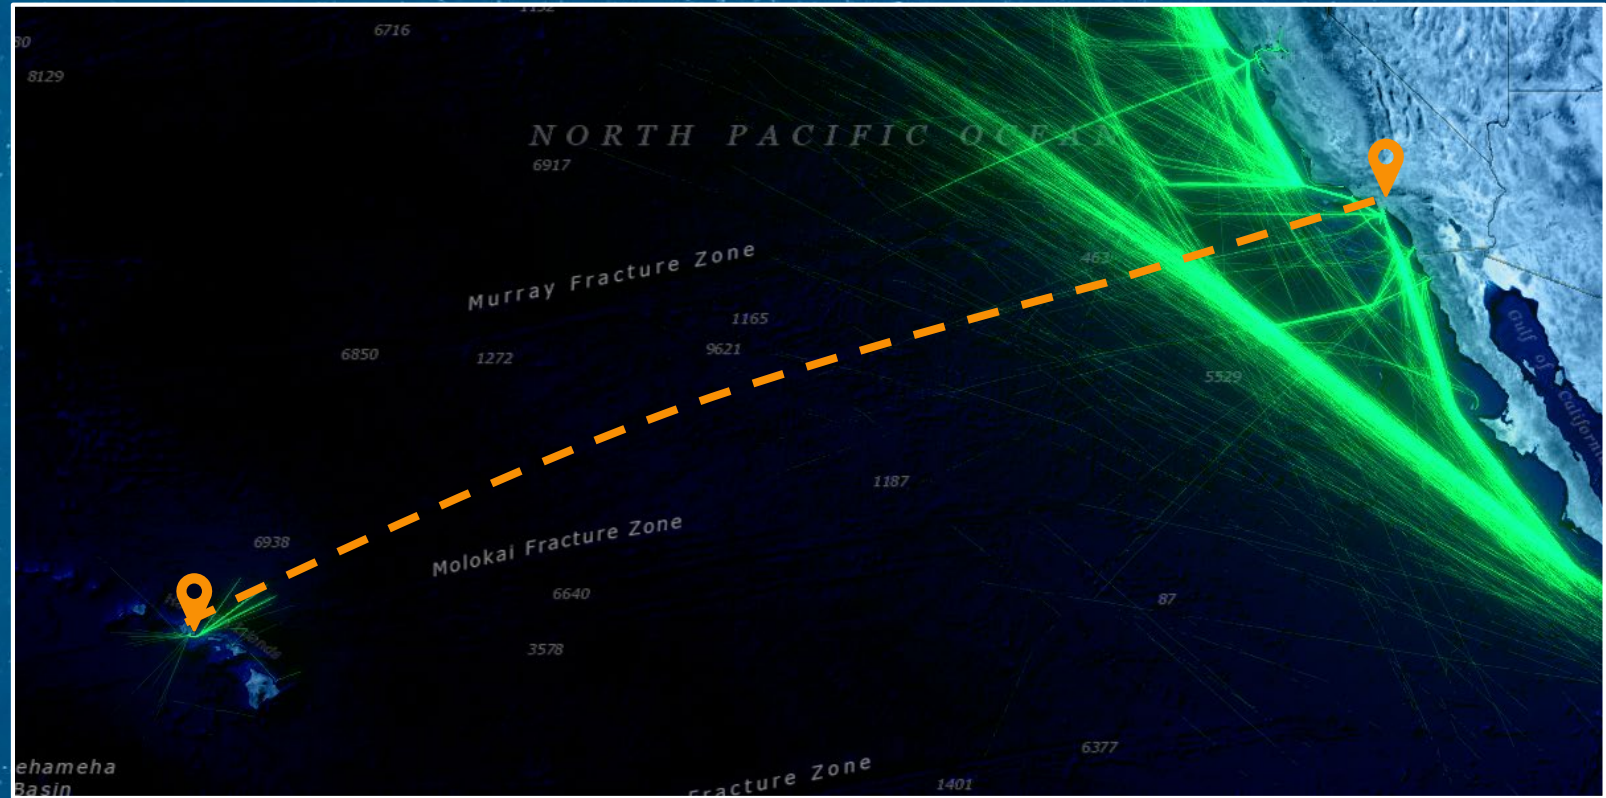 6716
8129
NORTH PACIFIC OCEAN
6917
Murray Fracture Zone
462
1165
9621
6850
1272
5529
Gulf of California
1187
6938
Molokai Fracture Zone
6640
87
3578
6377
ehameha
Basin
Fracture Zone
1401